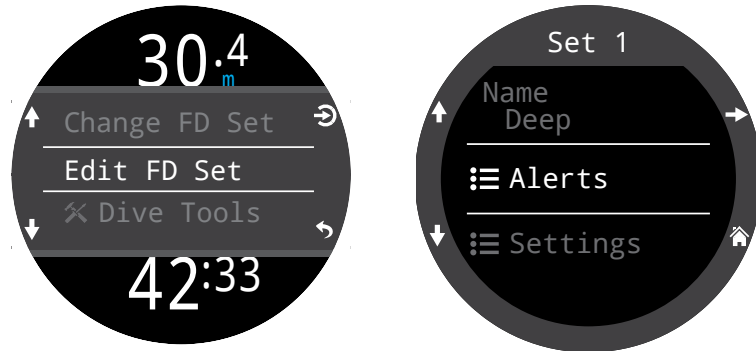 30.4
m
Change FD Set
Edit FD Set
Dive Tools
42:33
Set 1
Name
Deep
Alerts
Settings